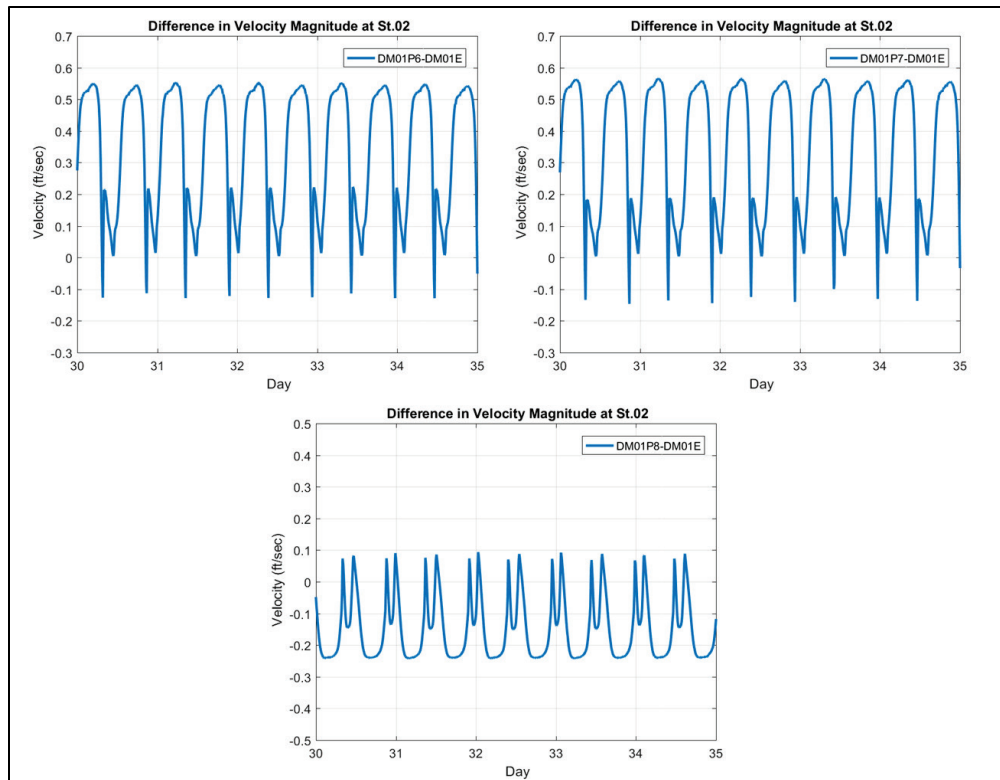 Difference in Velocity Magnitude at St.02
DM01P6-DM01E
0.7
0.6
0.5
0.4
0.3
0.2
0.1
0
-0.1
-0.2
-0.3
Velocity (ft/sec)
30 31 32 33 34 35
Day
Difference in Velocity Magnitude at St.02
DM01P7-DM01E
0.7
0.6
0.5
0.4
0.3
0.2
0.1
0
-0.1
-0.2
-0.3
Velocity (ft/sec)
30 31 32 33 34 35
Day
Difference in Velocity Magnitude at St.02
DM01P8-DM01E
0.5
0.4
0.3
0.2
0.1
0
-0.1
-0.2
-0.3
-0.4
-0.5
Velocity (ft/sec)
30 31 32 33 34 35
Day